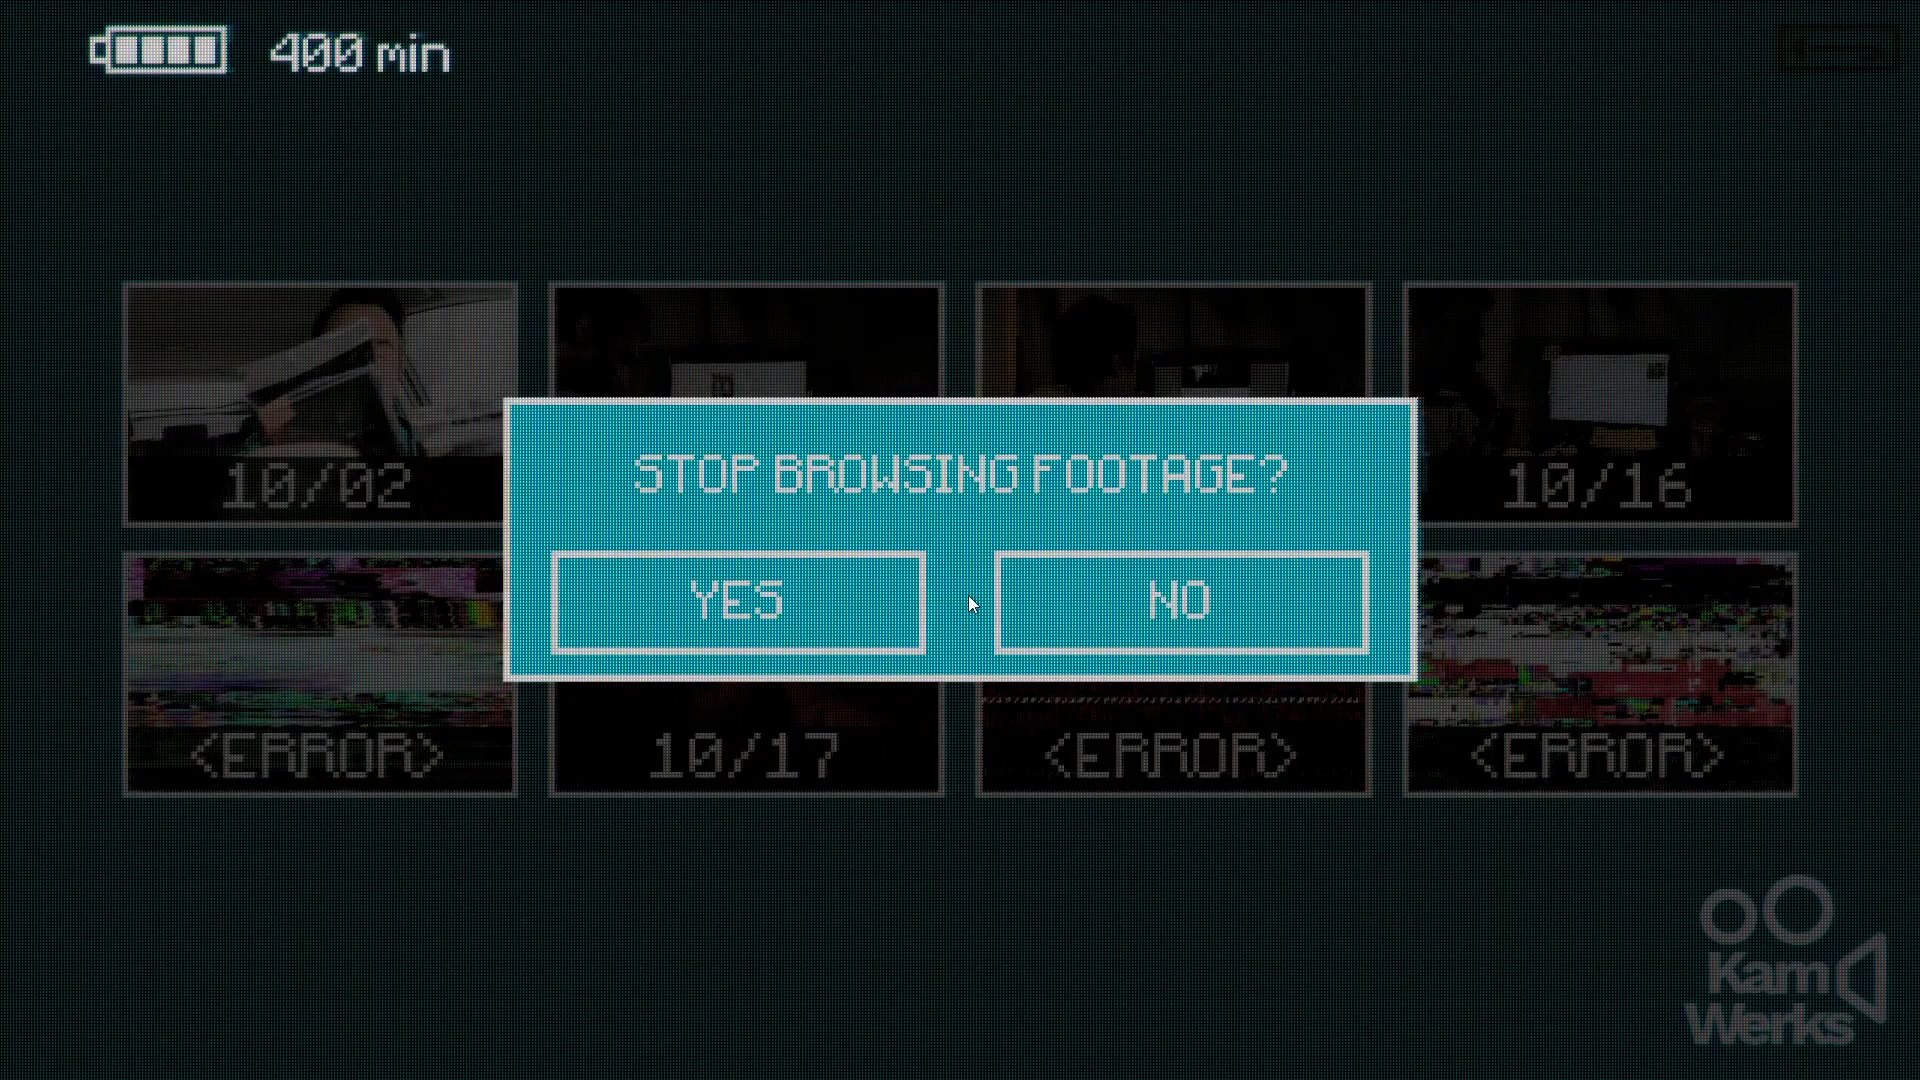 400 min
STOP BROWSING FOOTAGE?
YES
NO
10/02
10/16
<ERROR>
10/17
<ERROR>
<ERROR>
Kam
Werks